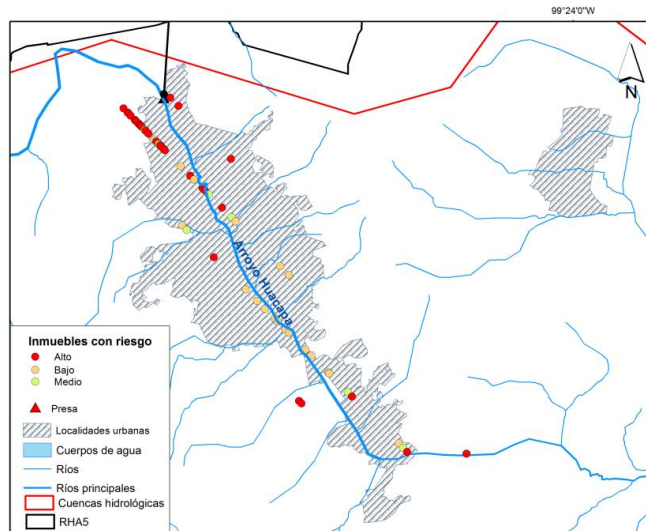 99°24'0"W
N
Arroyo Huacapa
Inmuebles con riesgo
Alto
Bajo
Medio
Presa
Localidades urbanas
Cuerpos de agua
Ríos
Ríos principales
Cuencas hidrológicas
RHA5